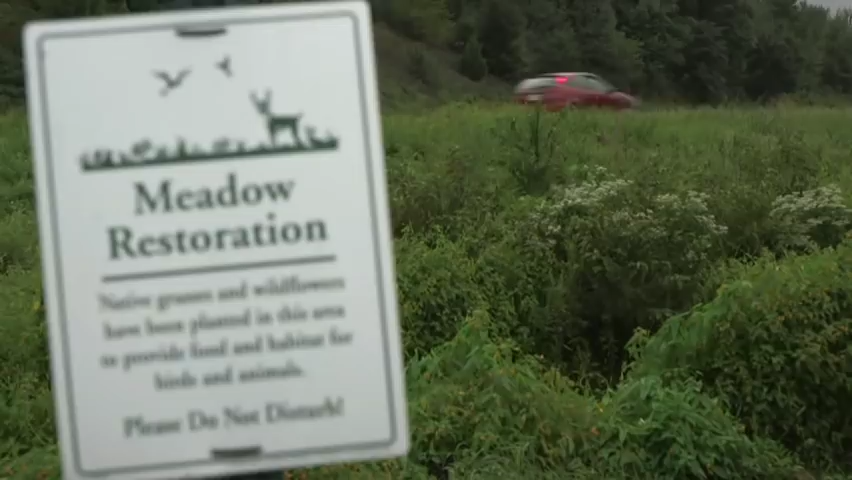 Meadow
Restoration
Native grasses and wildflowers
have been planted in this area
to provide food and habitat for
birds and animals.
Please Do Not Disturb!